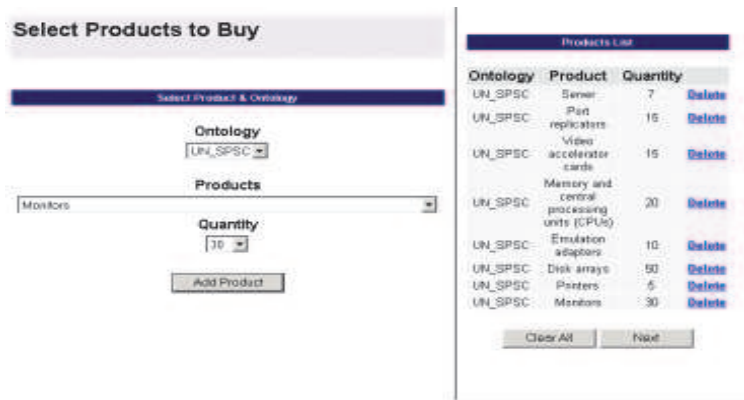 Select Products to Buy
Select Product & Ontology
Ontology
UN_SPSC
Products
Monitors
Quantity
30
Add Product
Products List
Ontology Product Quantity
UN_SPSC Server 7 Delete
UN_SPSC Port replicators 15 Delete
UN_SPSC Video accelerator cards 15 Delete
UN_SPSC Memory and central processing units (CPUs) 20 Delete
UN_SPSC Emulation adapters 10 Delete
UN_SPSC Disk arrays 50 Delete
UN_SPSC Printers 5 Delete
UN_SPSC Monitors 30 Delete
Clear All Next